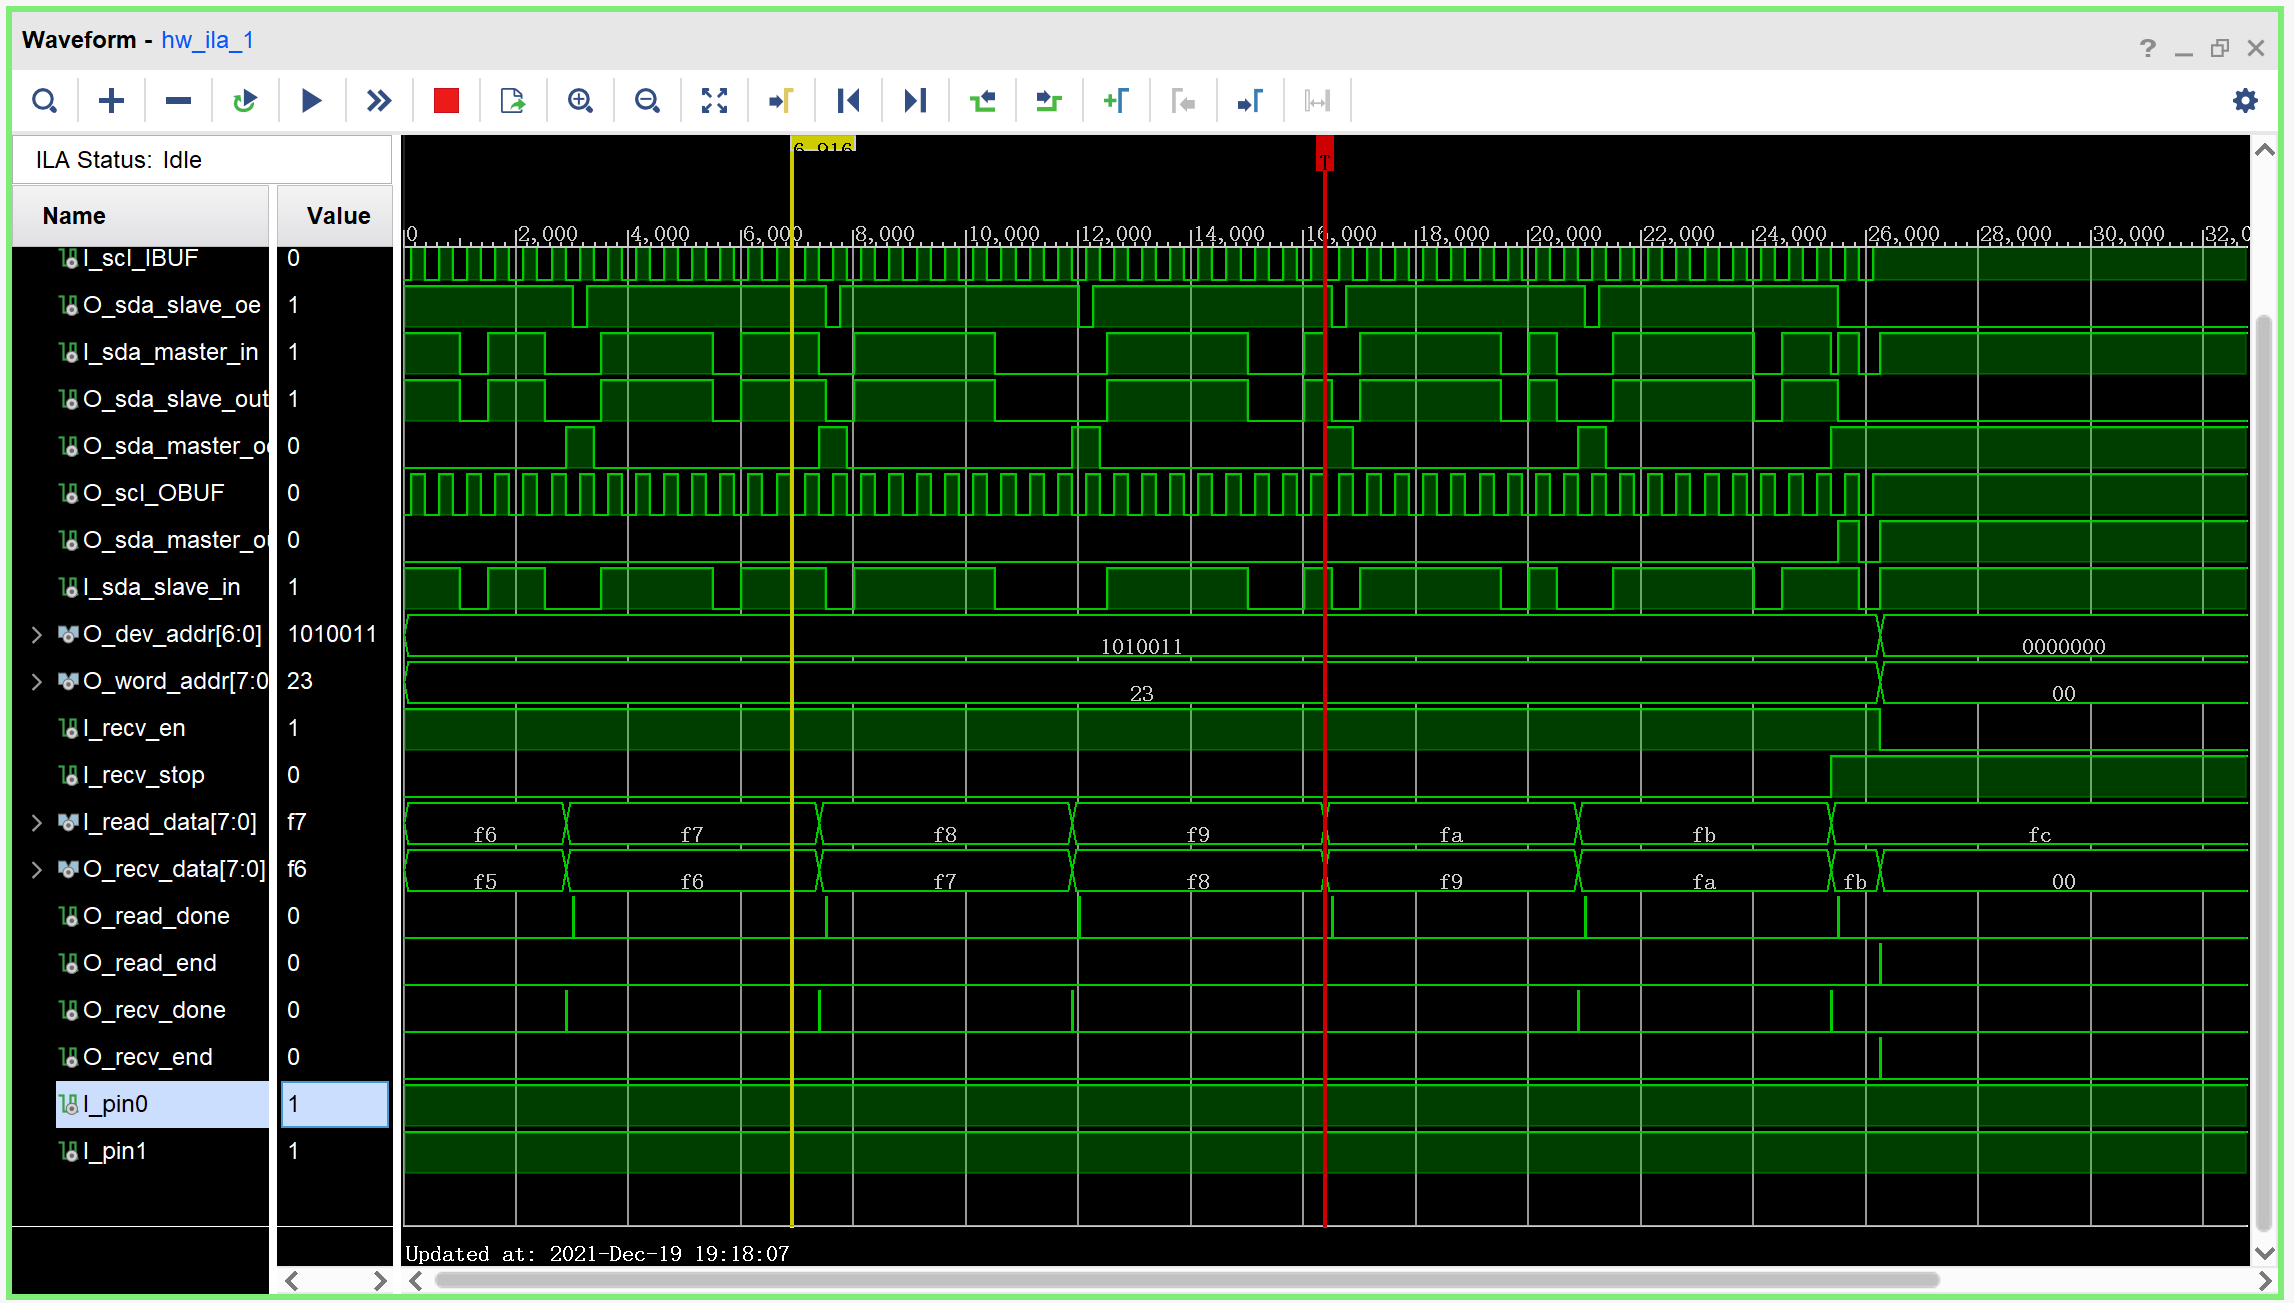 Waveform - hw_ila_1
ILA Status: Idle
Name Value
6,916
T
0 2,000 4,000 6,000 8,000 10,000 12,000 14,000 16,000 18,000 20,000 22,000 24,000 26,000 28,000 30,000 32,0
I_scl_IBUF 0
O_sda_slave_oe 1
I_sda_master_in 1
O_sda_slave_out 1
O_sda_master_oe 0
O_scl_OBUF 0
O_sda_master_ou 0
I_sda_slave_in 1
O_dev_addr[6:0] 1010011 1010011 0000000
O_word_addr[7:0 23 23 00
I_recv_en 1
I_recv_stop 0
I_read_data[7:0] f7 f6 f7 f8 f9 fa fb fc
O_recv_data[7:0] f6 f5 f6 f7 f8 f9 fa fb 00
O_read_done 0
O_read_end 0
O_recv_done 0
O_recv_end 0
I_pin0 1
I_pin1 1
Updated at: 2021-Dec-19 19:18:07